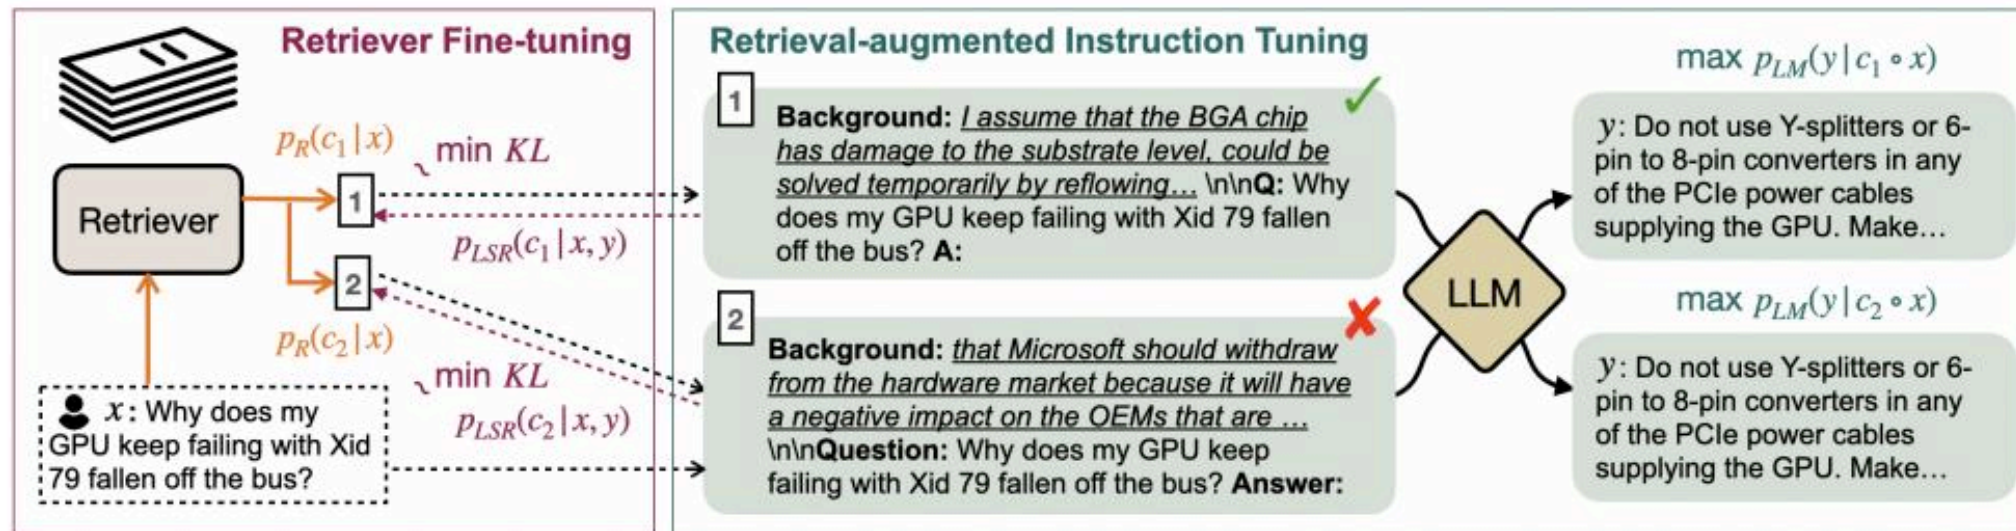 Retriever Fine-tuning
Retriever
p_R(c_1|x)
min KL
1
p_LSR(c_1|x, y)
2
p_R(c_2|x)
min KL
p_LSR(c_2|x, y)
x: Why does my
GPU keep failing with Xid
79 fallen off the bus?
Retrieval-augmented Instruction Tuning
1
Background: I assume that the BGA chip
has damage to the substrate level, could be
solved temporarily by reflowing... \n\nQ: Why
does my GPU keep failing with Xid 79 fallen
off the bus? A:
2
Background: that Microsoft should withdraw
from the hardware market because it will have
a negative impact on the OEMs that are ...
\n\nQuestion: Why does my GPU keep
failing with Xid 79 fallen off the bus? Answer:
LLM
max p_LM(y|c_1 ∘ x)
y: Do not use Y-splitters or 6-
pin to 8-pin converters in any
of the PCIe power cables
supplying the GPU. Make...
max p_LM(y|c_2 ∘ x)
y: Do not use Y-splitters or 6-
pin to 8-pin converters in any
of the PCIe power cables
supplying the GPU. Make...